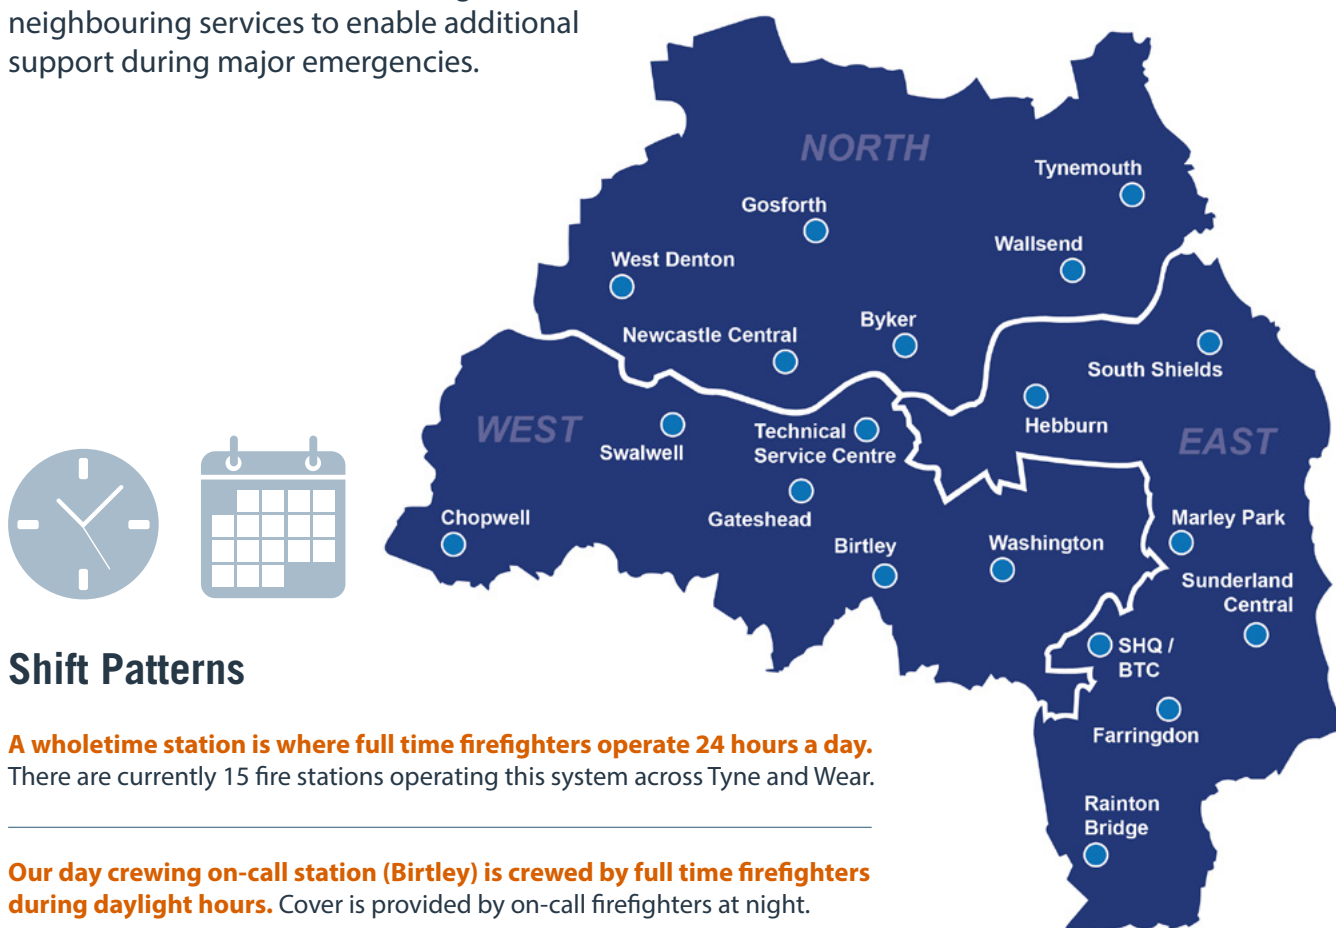 neighbouring services to enable additional
support during major emergencies.
NORTH
Tynemouth
Gosforth
Wallsend
West Denton
Byker
Newcastle Central
South Shields
WEST
Hebburn
EAST
Swalwell
Technical
Service Centre
Chopwell
Gateshead
Marley Park
Birtley
Washington
Sunderland
Central
SHQ /
BTC
Farringdon
Rainton
Bridge
Shift Patterns
A wholetime station is where full time firefighters operate 24 hours a day.
There are currently 15 fire stations operating this system across Tyne and Wear.
Our day crewing on-call station (Birtley) is crewed by full time firefighters
during daylight hours. Cover is provided by on-call firefighters at night.